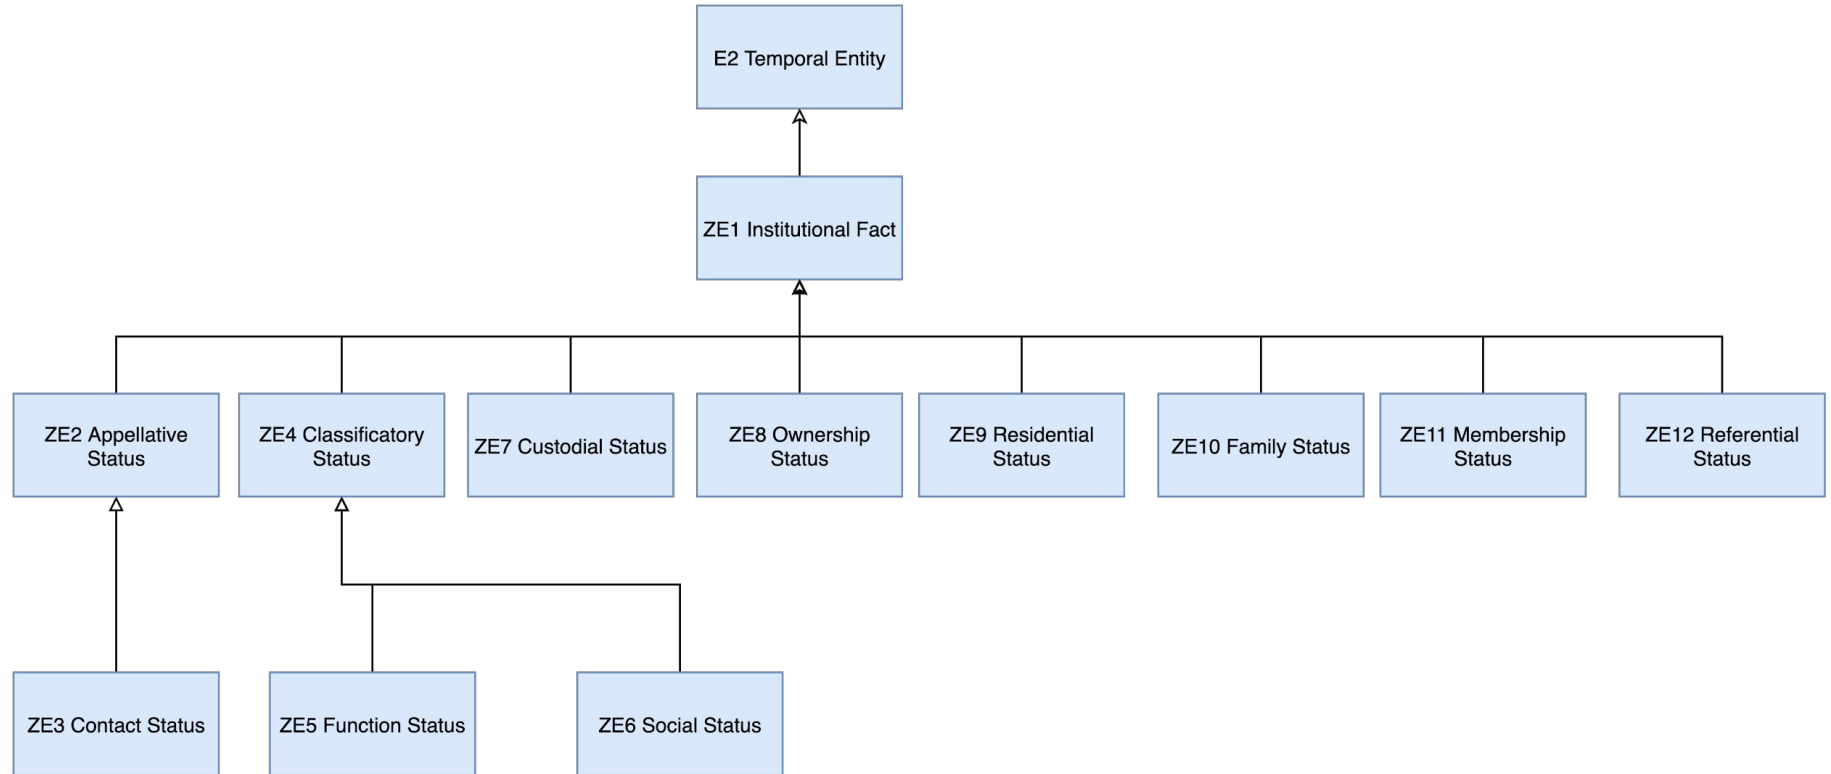 E2 Temporal Entity
ZE1 Institutional Fact
ZE2 Appellative
Status
ZE4 Classificatory
Status
ZE7 Custodial Status
ZE8 Ownership
Status
ZE9 Residential
Status
ZE10 Family Status
ZE11 Membership
Status
ZE12 Referential
Status
ZE3 Contact Status
ZE5 Function Status
ZE6 Social Status